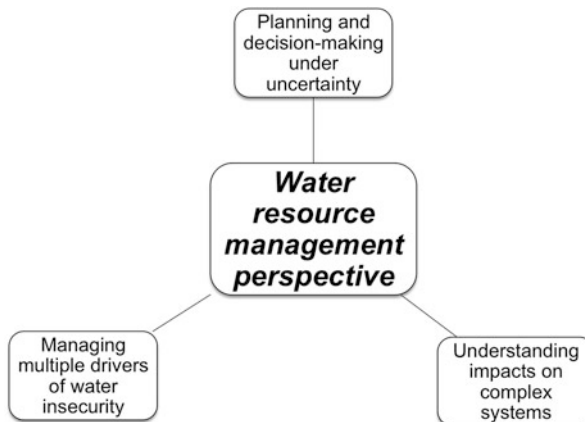 Planning and
decision-making
under
uncertainty
Water
resource
management
perspective
Managing
multiple drivers
of water
insecurity
Understanding
impacts on
complex
systems